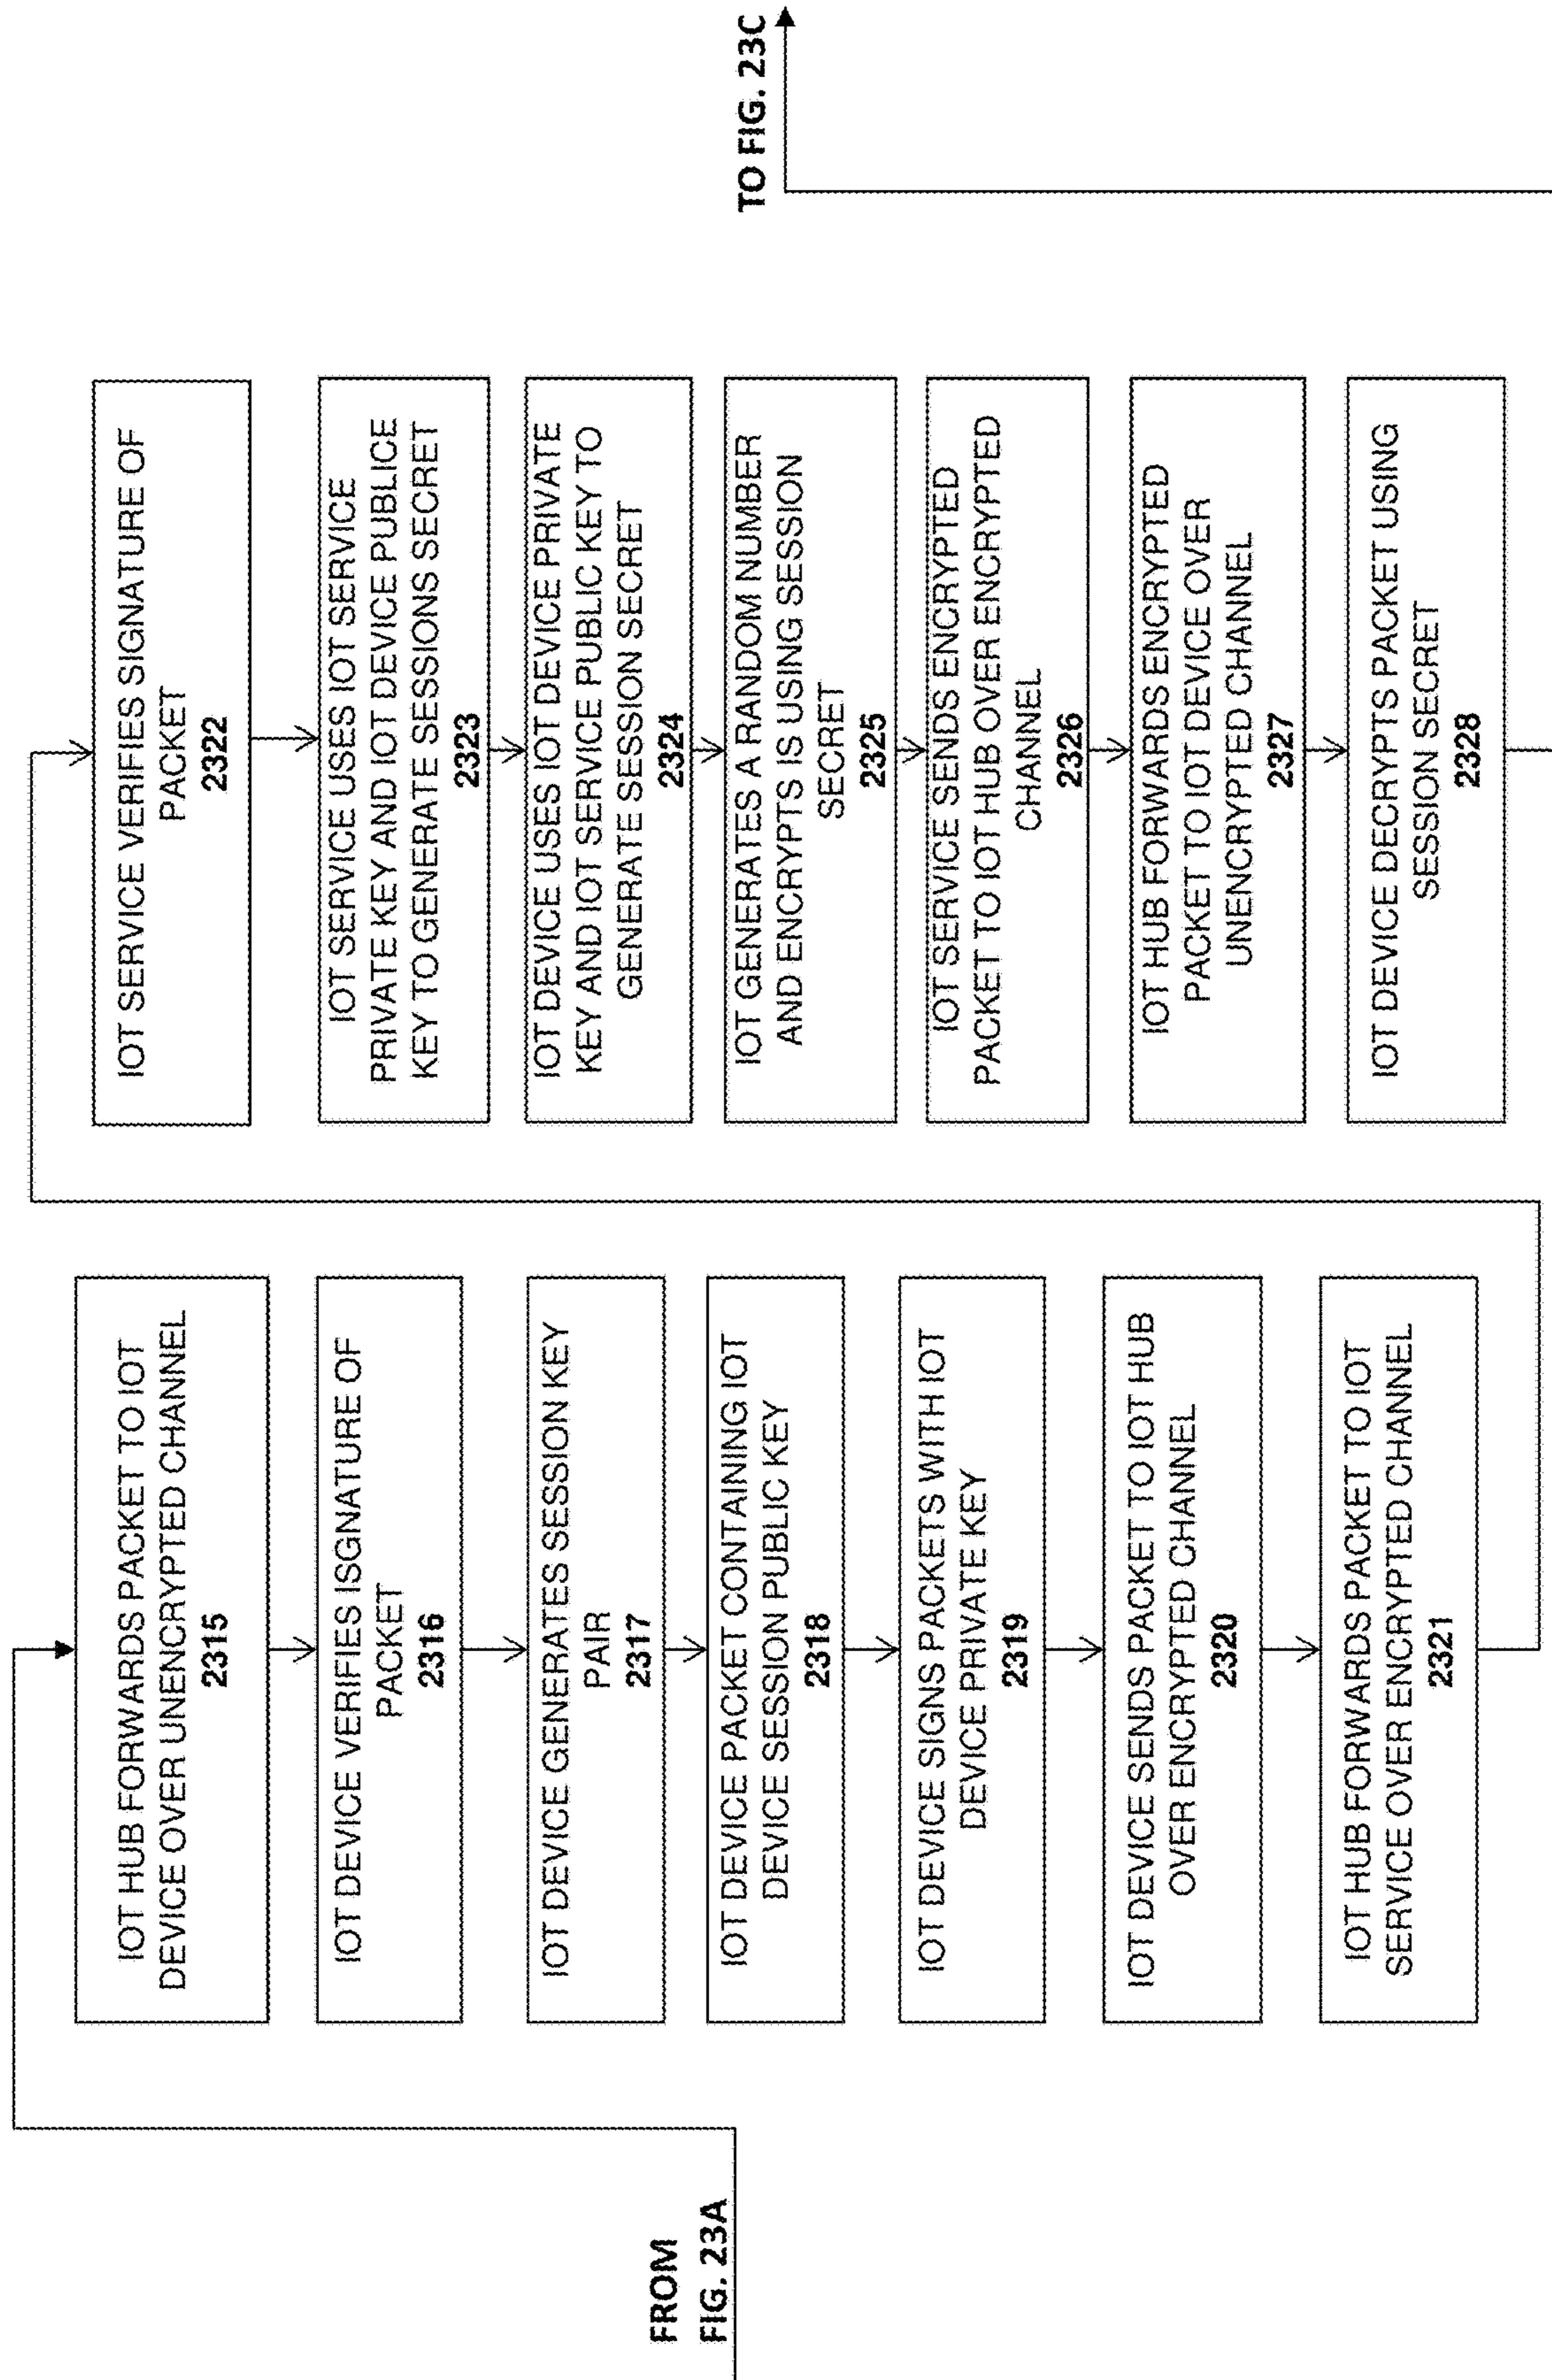 FROM
FIG. 23A
IOT HUB FORWARDS PACKET TO IOT
DEVICE OVER UNENCRYPTED CHANNEL
2315
IOT DEVICE VERIFIES ISGNATURE OF
PACKET
2316
IOT DEVICE GENERATES SESSION KEY
PAIR
2317
IOT DEVICE PACKET CONTAINING IOT
DEVICE SESSION PUBLIC KEY
2318
IOT DEVICE SIGNS PACKETS WITH IOT
DEVICE PRIVATE KEY
2319
IOT DEVICE SENDS PACKET TO IOT HUB
OVER ENCRYPTED CHANNEL
2320
IOT HUB FORWARDS PACKET TO IOT
SERVICE OVER ENCRYPTED CHANNEL
2321
IOT SERVICE VERIFIES SIGNATURE OF
PACKET
2322
IOT SERVICE USES IOT SERVICE
PRIVATE KEY AND IOT DEVICE PUBLICE
KEY TO GENERATE SESSIONS SECRET
2323
IOT DEVICE USES IOT DEVICE PRIVATE
KEY AND IOT SERVICE PUBLIC KEY TO
GENERATE SESSION SECRET
2324
IOT GENERATES A RANDOM NUMBER
AND ENCRYPTS IS USING SESSION
SECRET
2325
IOT SERVICE SENDS ENCRYPTED
PACKET TO IOT HUB OVER ENCRYPTED
CHANNEL
2326
IOT HUB FORWARDS ENCRYPTED
PACKET TO IOT DEVICE OVER
UNENCRYPTED CHANNEL
2327
IOT DEVICE DECRYPTS PACKET USING
SESSION SECRET
2328
TO FIG. 23C